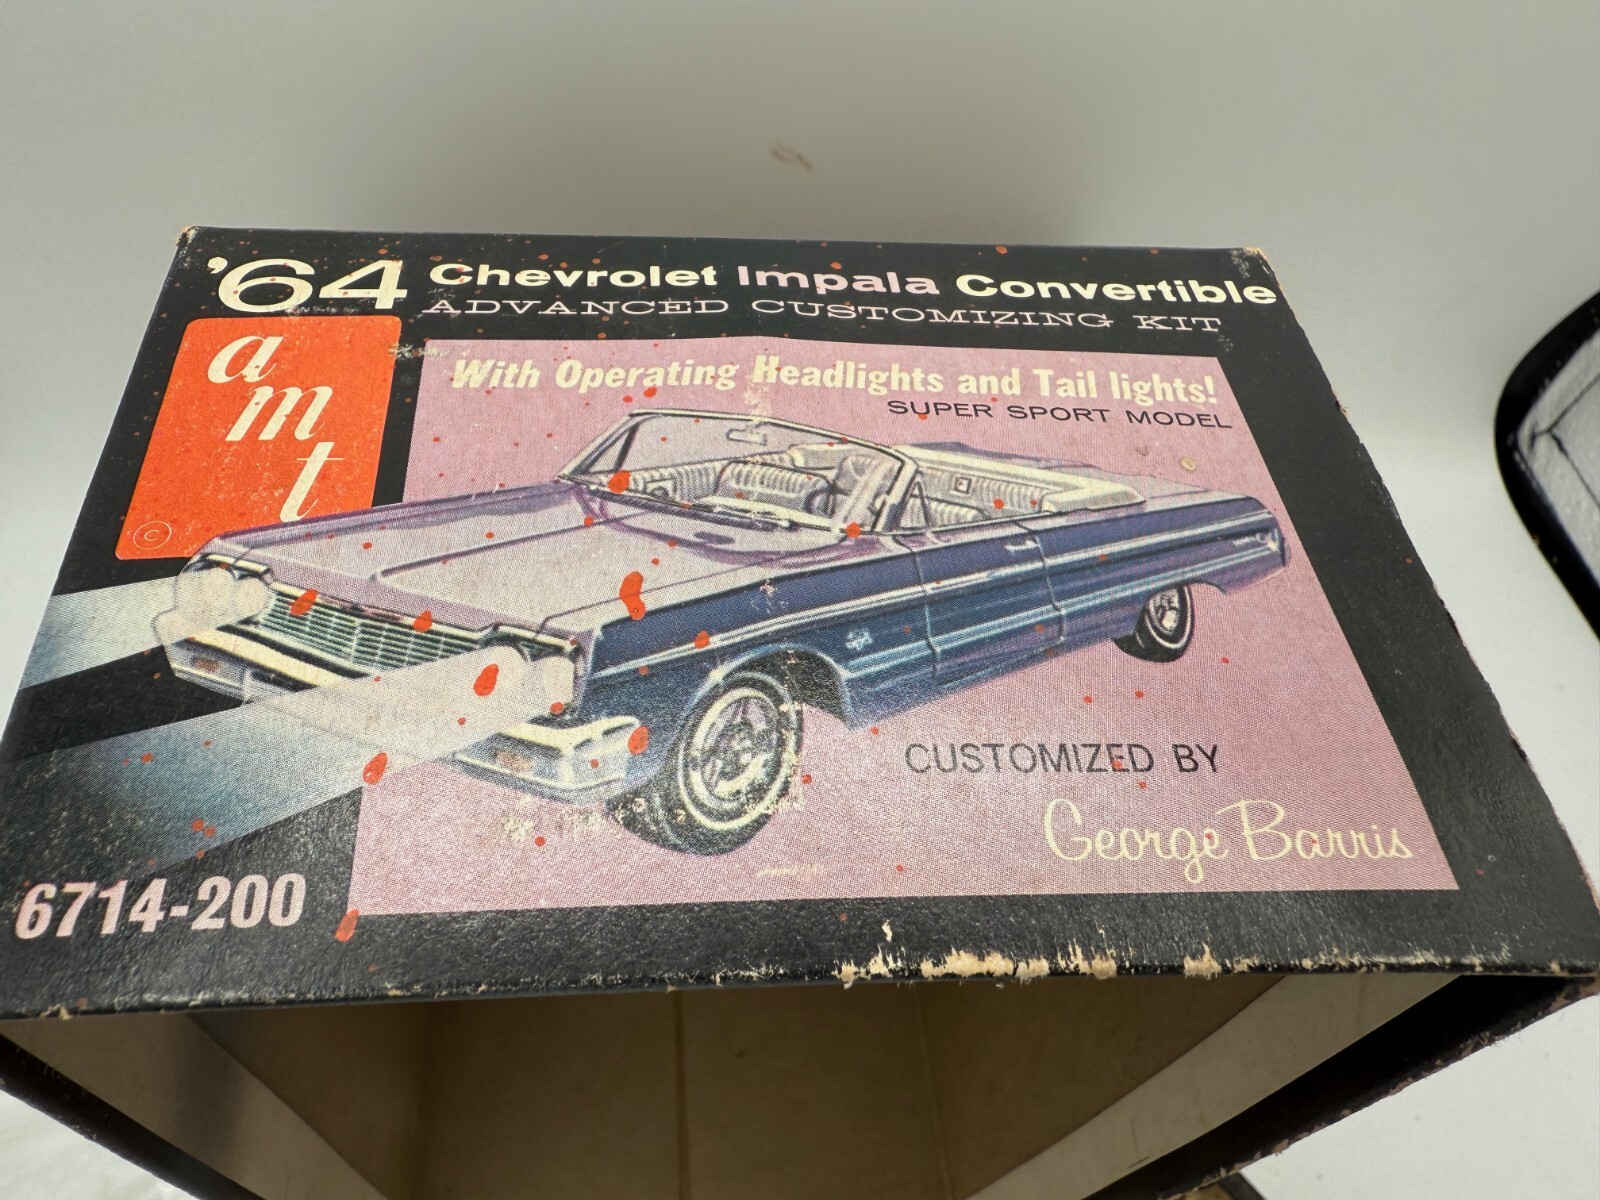 '64 Chevrolet Impala Convertible
ADVANCED CUSTOMIZING KIT
amt
©
With Operating Headlights and Tail lights!
SUPER SPORT MODEL
CUSTOMIZED BY
George Barris
6714-200